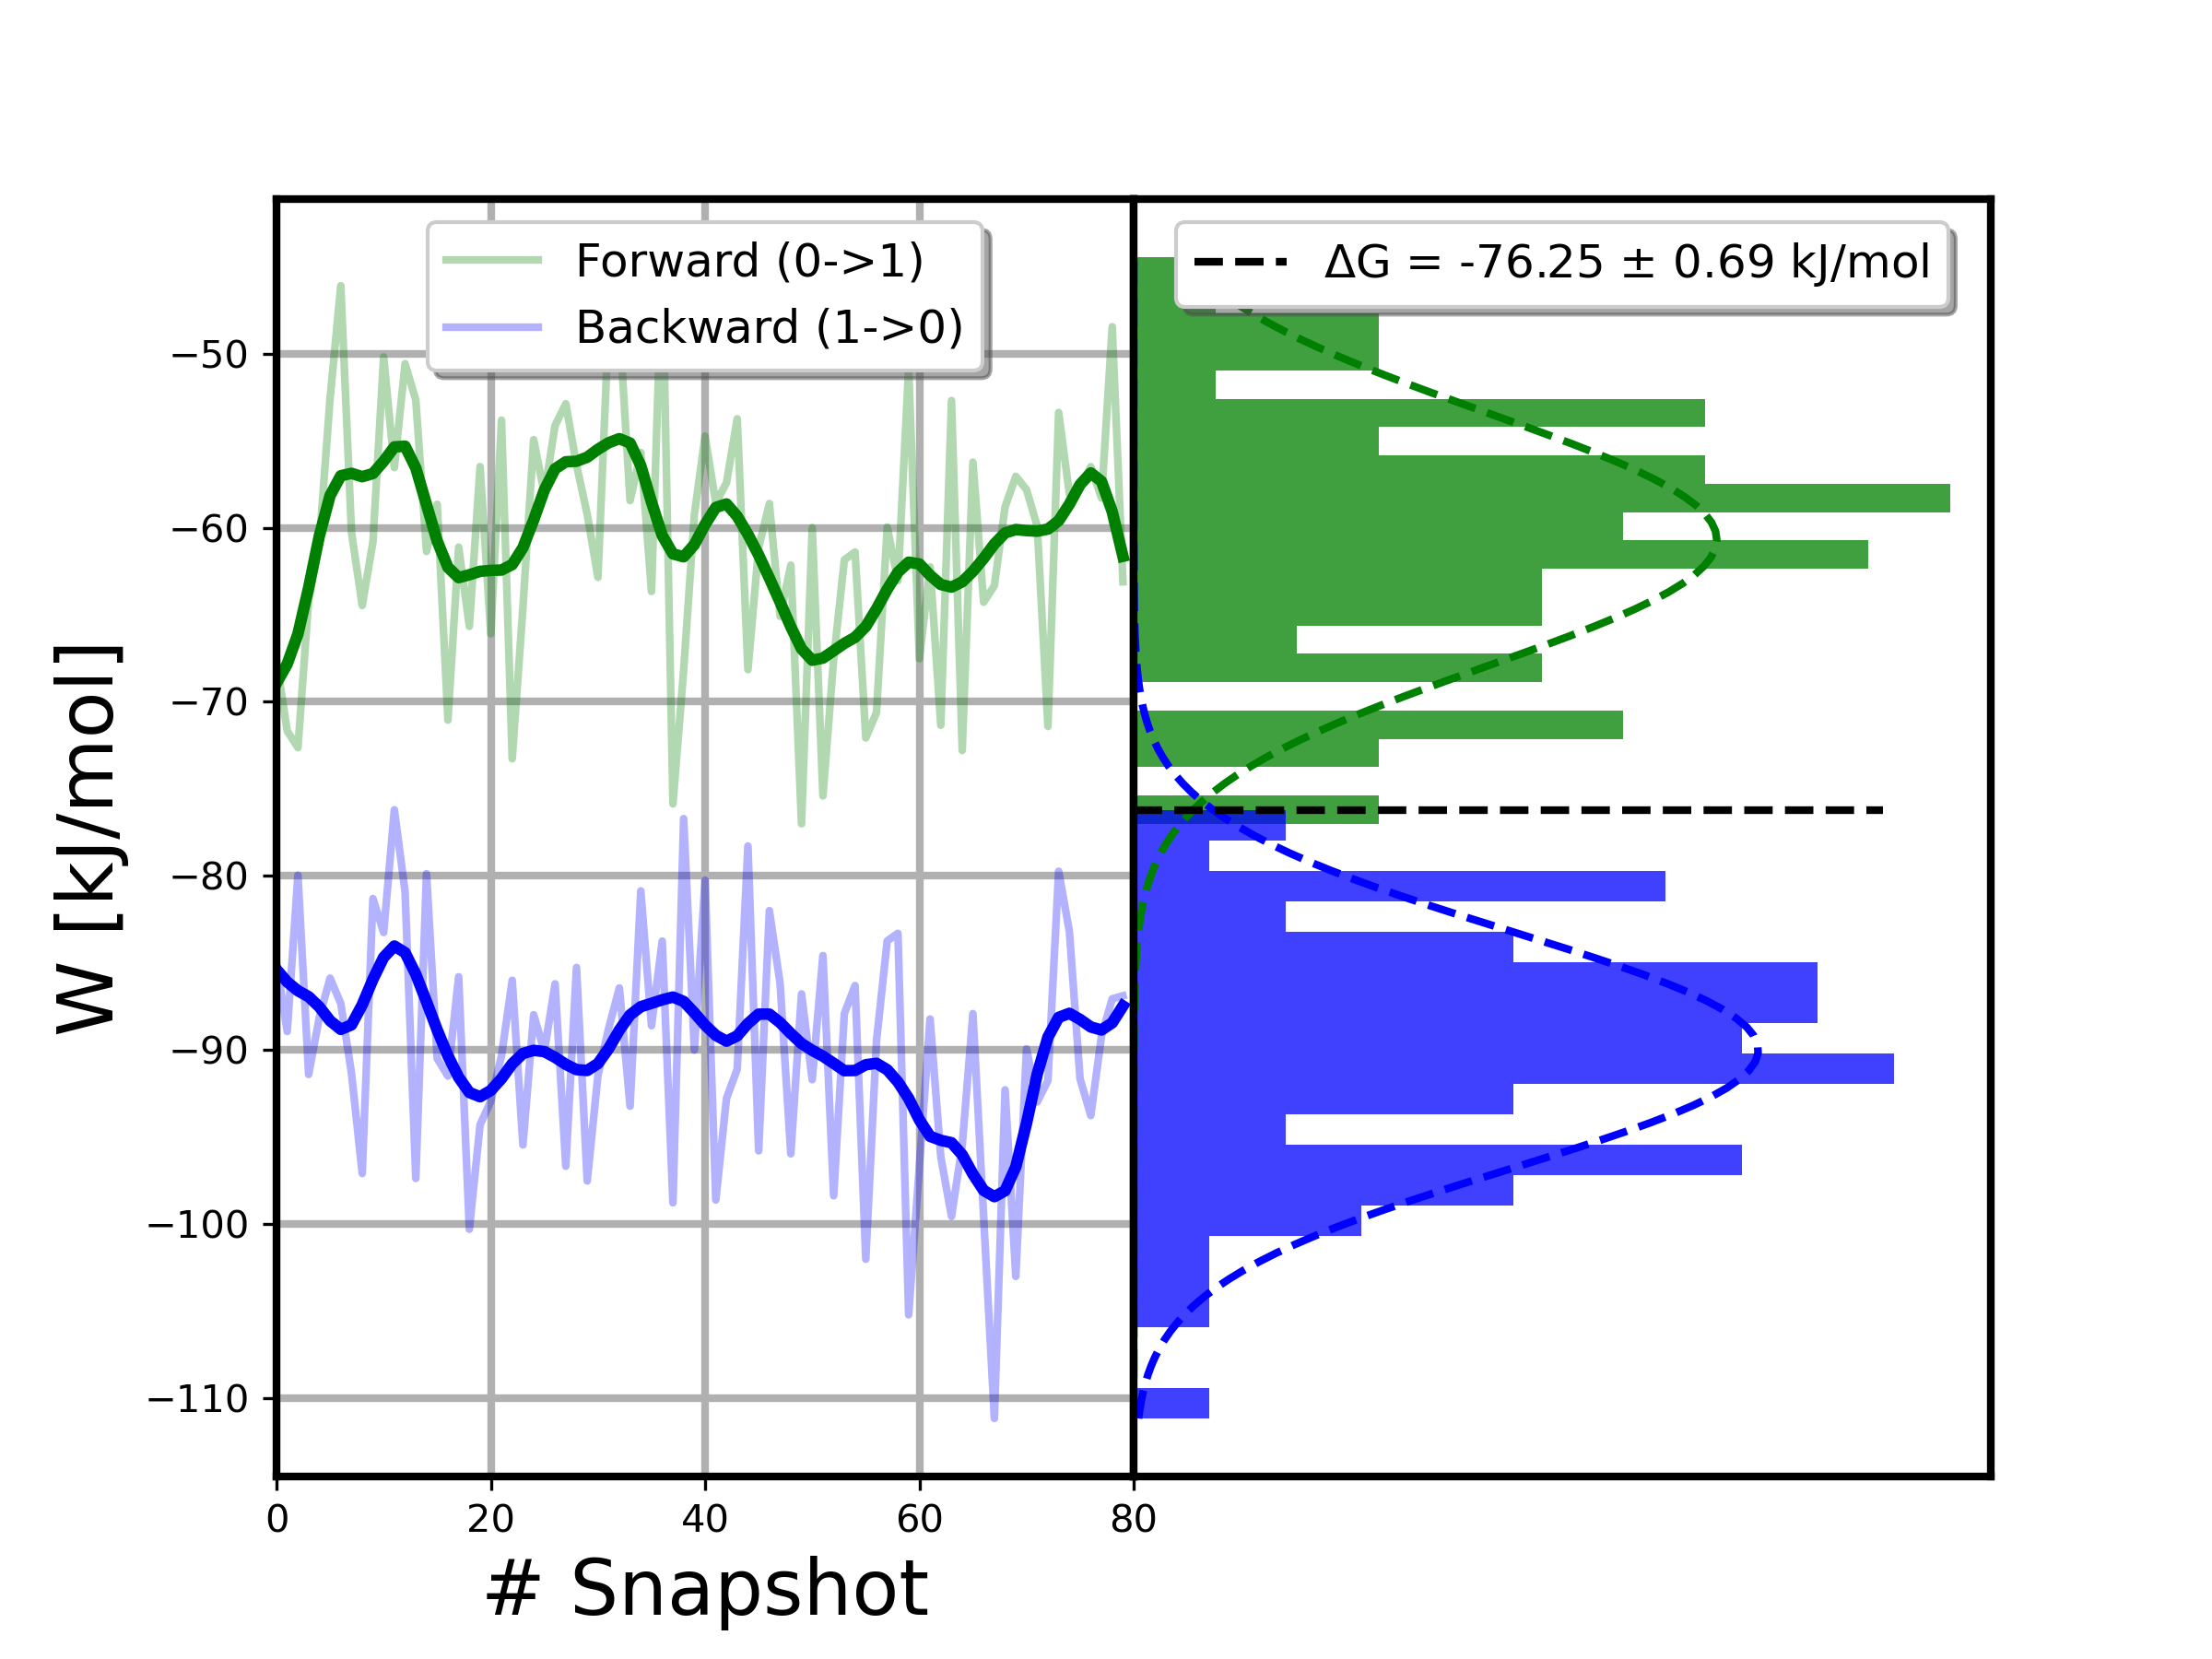 Forward (0->1)
Backward (1->0)
ΔG = -76.25 ± 0.69 kJ/mol
W [kJ/mol]
−50
−60
−70
−80
−90
−100
−110
0 20 40 60 80
# Snapshot